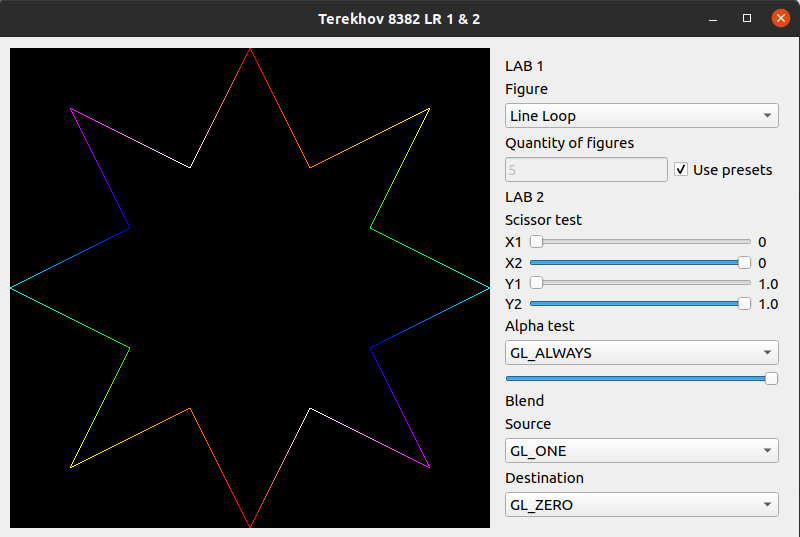 Terekhov 8382 LR 1 & 2
LAB 1
Figure
Line Loop
Quantity of figures
5
Use presets
LAB 2
Scissor test
X1 0
X2 0
Y1 1.0
Y2 1.0
Alpha test
GL_ALWAYS
Blend
Source
GL_ONE
Destination
GL_ZERO